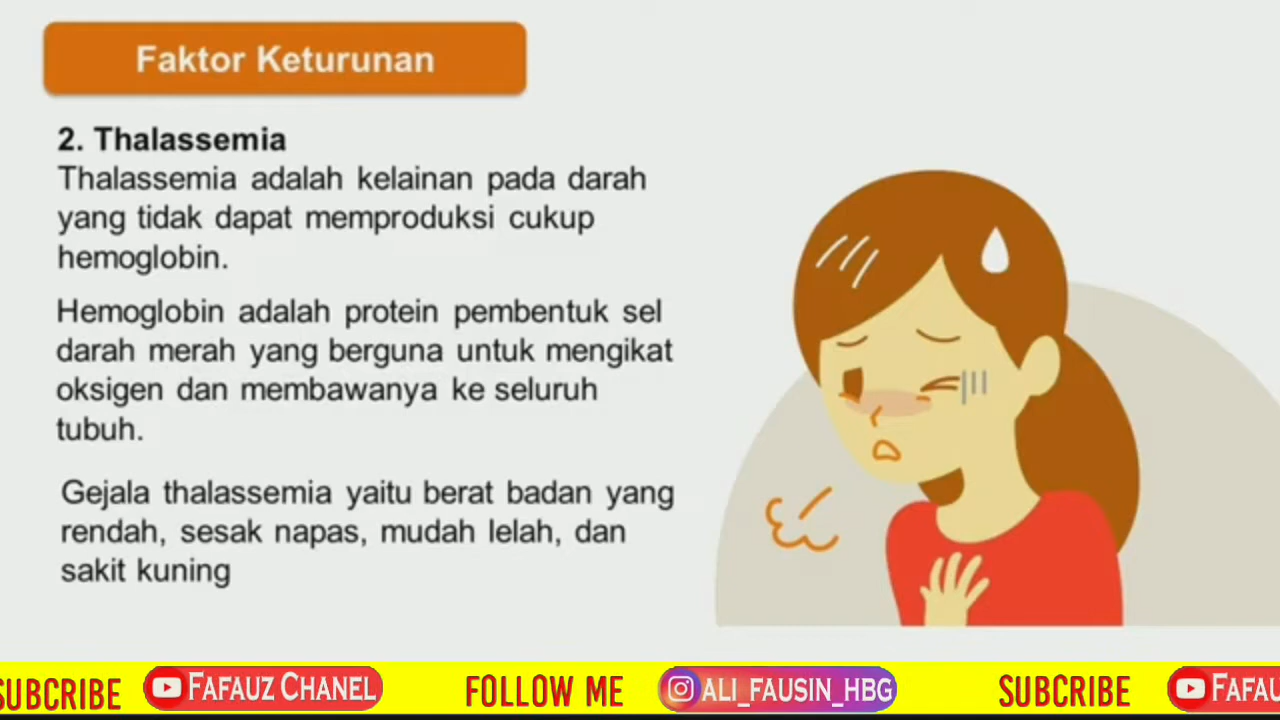 Faktor Keturunan
2. Thalassemia
Thalassemia adalah kelainan pada darah
yang tidak dapat memproduksi cukup
hemoglobin.
Hemoglobin adalah protein pembentuk sel
darah merah yang berguna untuk mengikat
oksigen dan membawanya ke seluruh
tubuh.
Gejala thalassemia yaitu berat badan yang
rendah, sesak napas, mudah lelah, dan
sakit kuning
SUBCRIBE FAFAUZ CHANEL FOLLOW ME ALI_FAUSIN_HBG SUBCRIBE FAFAU